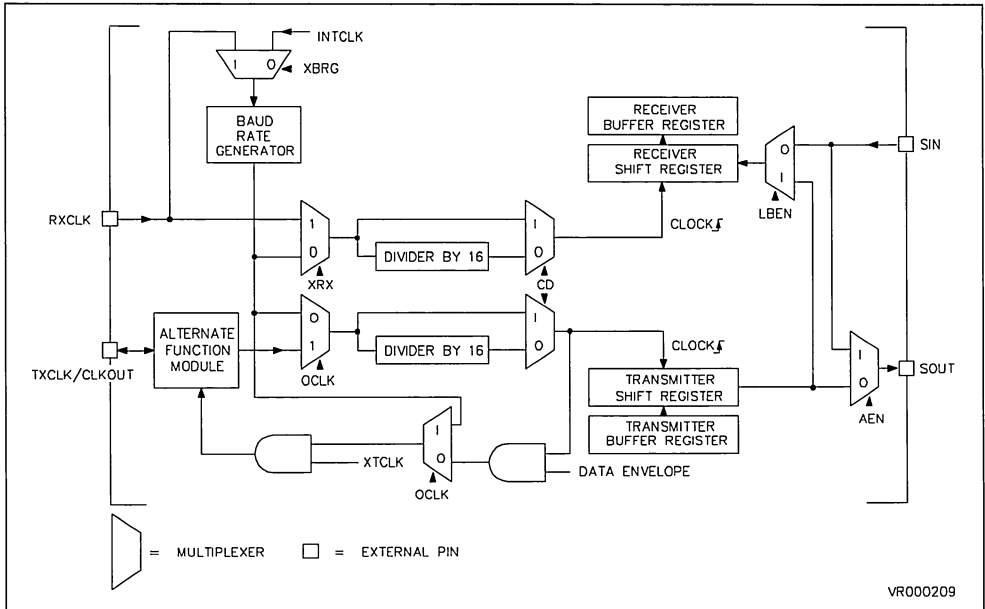 INTCLK
1 0
XBRG
BAUD
RATE
GENERATOR
RECEIVER
BUFFER REGISTER
RECEIVER
SHIFT REGISTER
0
1
LBEN
SIN
RXCLK
1
0
XRX
DIVIDER BY 16
1
0
CD
CLOCK
ALTERNATE
FUNCTION
MODULE
TXCLK/CLKOUT
0
1
OCLK
DIVIDER BY 16
1
0
CLOCK
TRANSMITTER
SHIFT REGISTER
TRANSMITTER
BUFFER REGISTER
1
0
AEN
SOUT
XTCLK
1
0
OCLK
DATA ENVELOPE
= MULTIPLEXER
= EXTERNAL PIN
VR000209